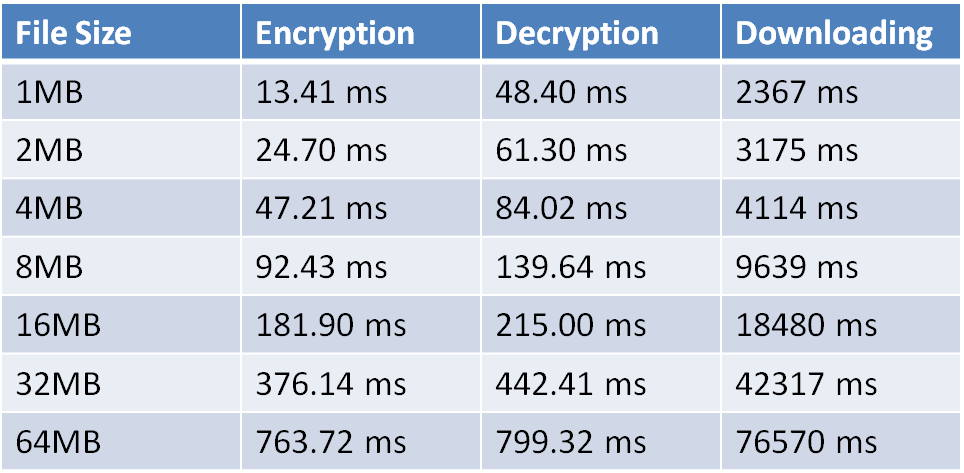 File Size Encryption Decryption Downloading
1MB 13.41 ms 48.40 ms 2367 ms
2MB 24.70 ms 61.30 ms 3175 ms
4MB 47.21 ms 84.02 ms 4114 ms
8MB 92.43 ms 139.64 ms 9639 ms
16MB 181.90 ms 215.00 ms 18480 ms
32MB 376.14 ms 442.41 ms 42317 ms
64MB 763.72 ms 799.32 ms 76570 ms